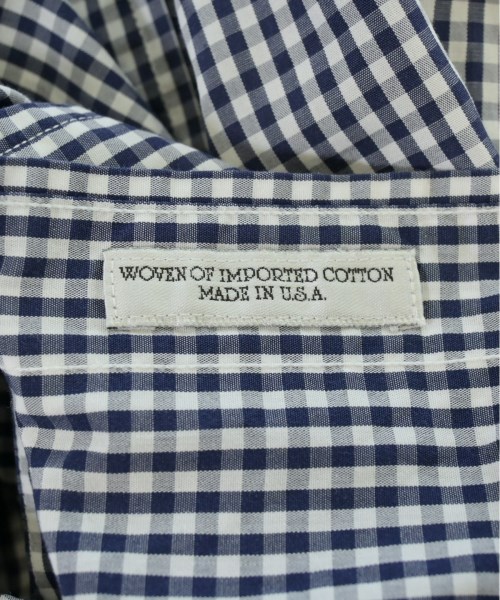 WOVEN OF IMPORTED COTTON
MADE IN U.S.A.